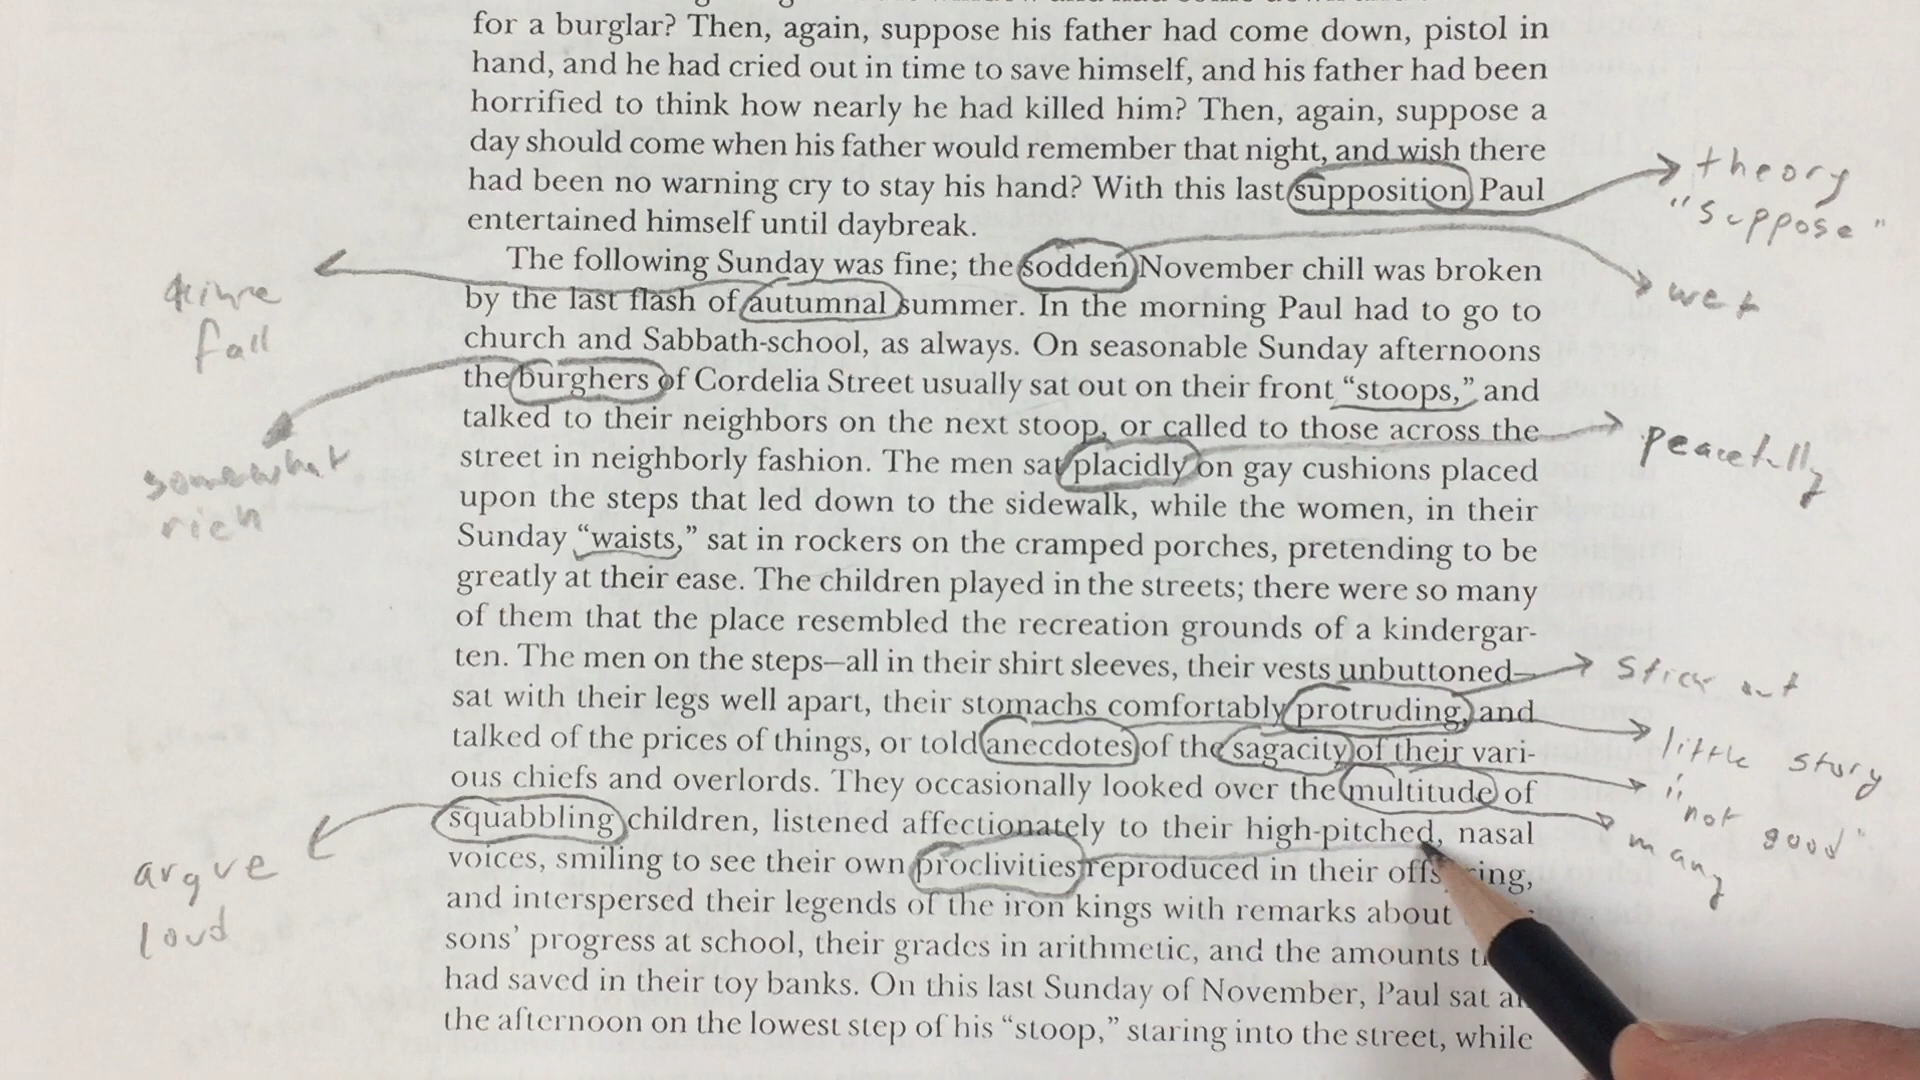 for a burglar? Then, again, suppose his father had come down, pistol in
hand, and he had cried out in time to save himself, and his father had been
horrified to think how nearly he had killed him? Then, again, suppose a
day should come when his father would remember that night, and wish there
had been no warning cry to stay his hand? With this last supposition Paul
entertained himself until daybreak.
The following Sunday was fine; the sodden November chill was broken
by the last flash of autumnal summer. In the morning Paul had to go to
church and Sabbath-school, as always. On seasonable Sunday afternoons
the burghers of Cordelia Street usually sat out on their front “stoops,” and
talked to their neighbors on the next stoop, or called to those across the
street in neighborly fashion. The men sat placidly on gay cushions placed
upon the steps that led down to the sidewalk, while the women, in their
Sunday “waists,” sat in rockers on the cramped porches, pretending to be
greatly at their ease. The children played in the streets; there were so many
of them that the place resembled the recreation grounds of a kindergar-
ten. The men on the steps—all in their shirt sleeves, their vests unbuttoned—
sat with their legs well apart, their stomachs comfortably protruding, and
talked of the prices of things, or told anecdotes of the sagacity of their vari-
ous chiefs and overlords. They occasionally looked over the multitude of
squabbling children, listened affectionately to their high-pitched, nasal
voices, smiling to see their own proclivities reproduced in their offspring,
and interspersed their legends of the iron kings with remarks about
sons’ progress at school, their grades in arithmetic, and the amounts
had saved in their toy banks. On this last Sunday of November, Paul sat
the afternoon on the lowest step of his “stoop,” staring into the street, while
theory
"suppose"
wet
fall
somewhat
rich
peacefully
stick out
little story
"not good"
many
argue
loud